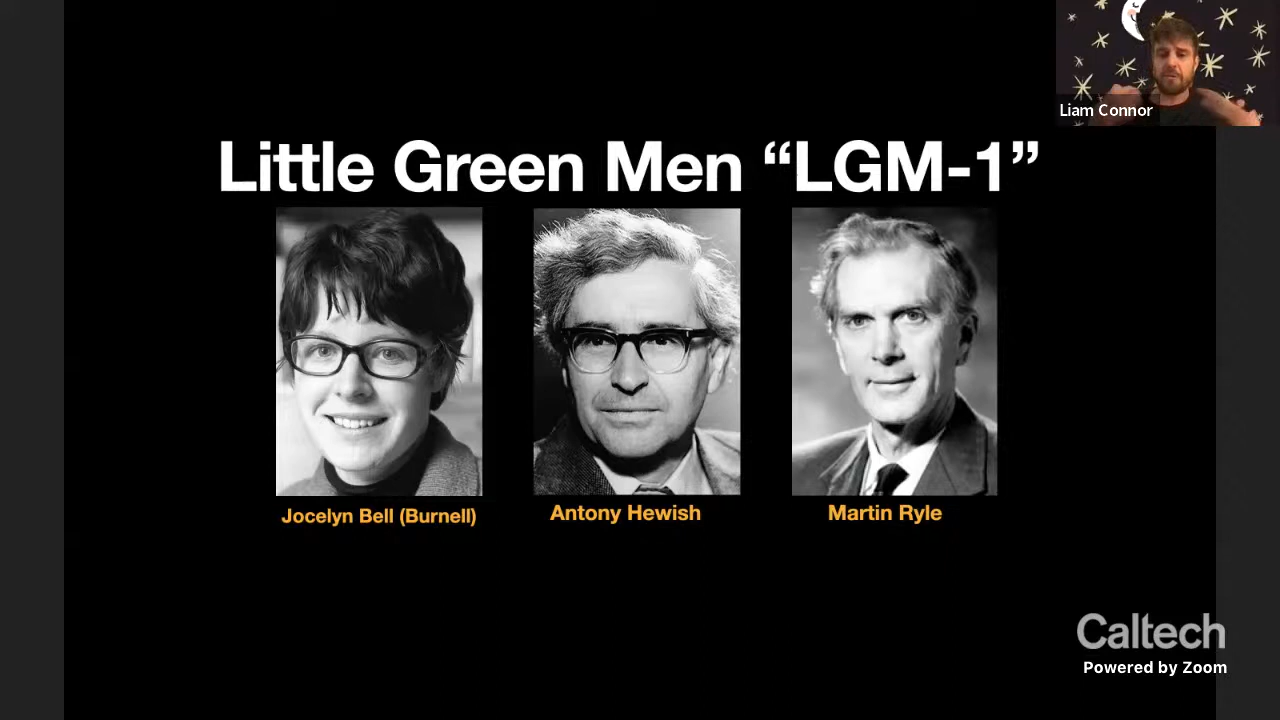 Liam Connor
Little Green Men “LGM-1”
Jocelyn Bell (Burnell)
Antony Hewish
Martin Ryle
Caltech
Powered by Zoom